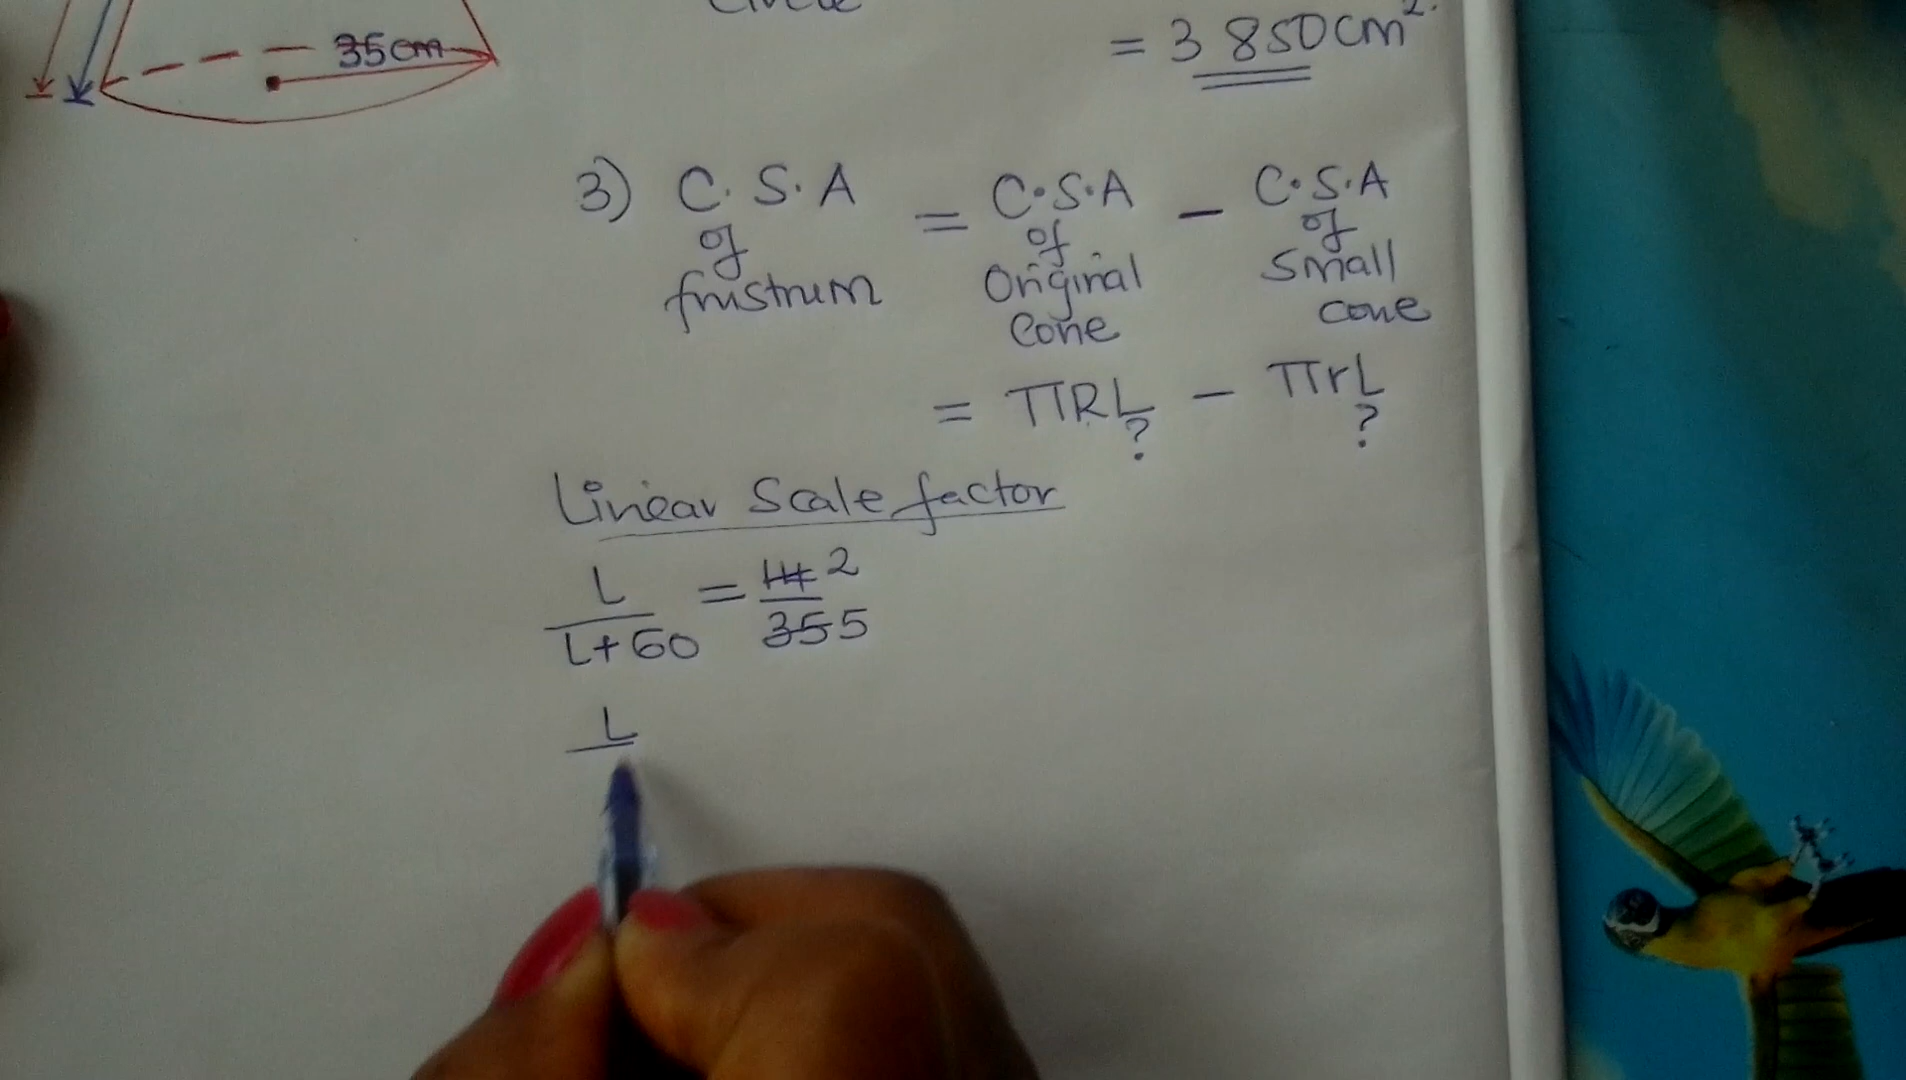 35cm
= 3 850cm².
3) C.S.A = C.S.A - C.S.A
of of of
frustrum Original Small
Cone cone
= πRL - πrL
? ?
Linear Scale factor
L = 14 2
L+60 35 5
L